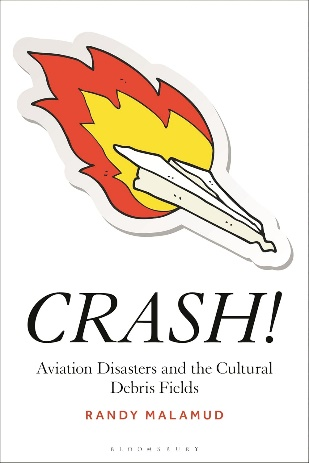 CRASH!
Aviation Disasters and the Cultural
Debris Fields
RANDY MALAMUD
BLOOMSBURY